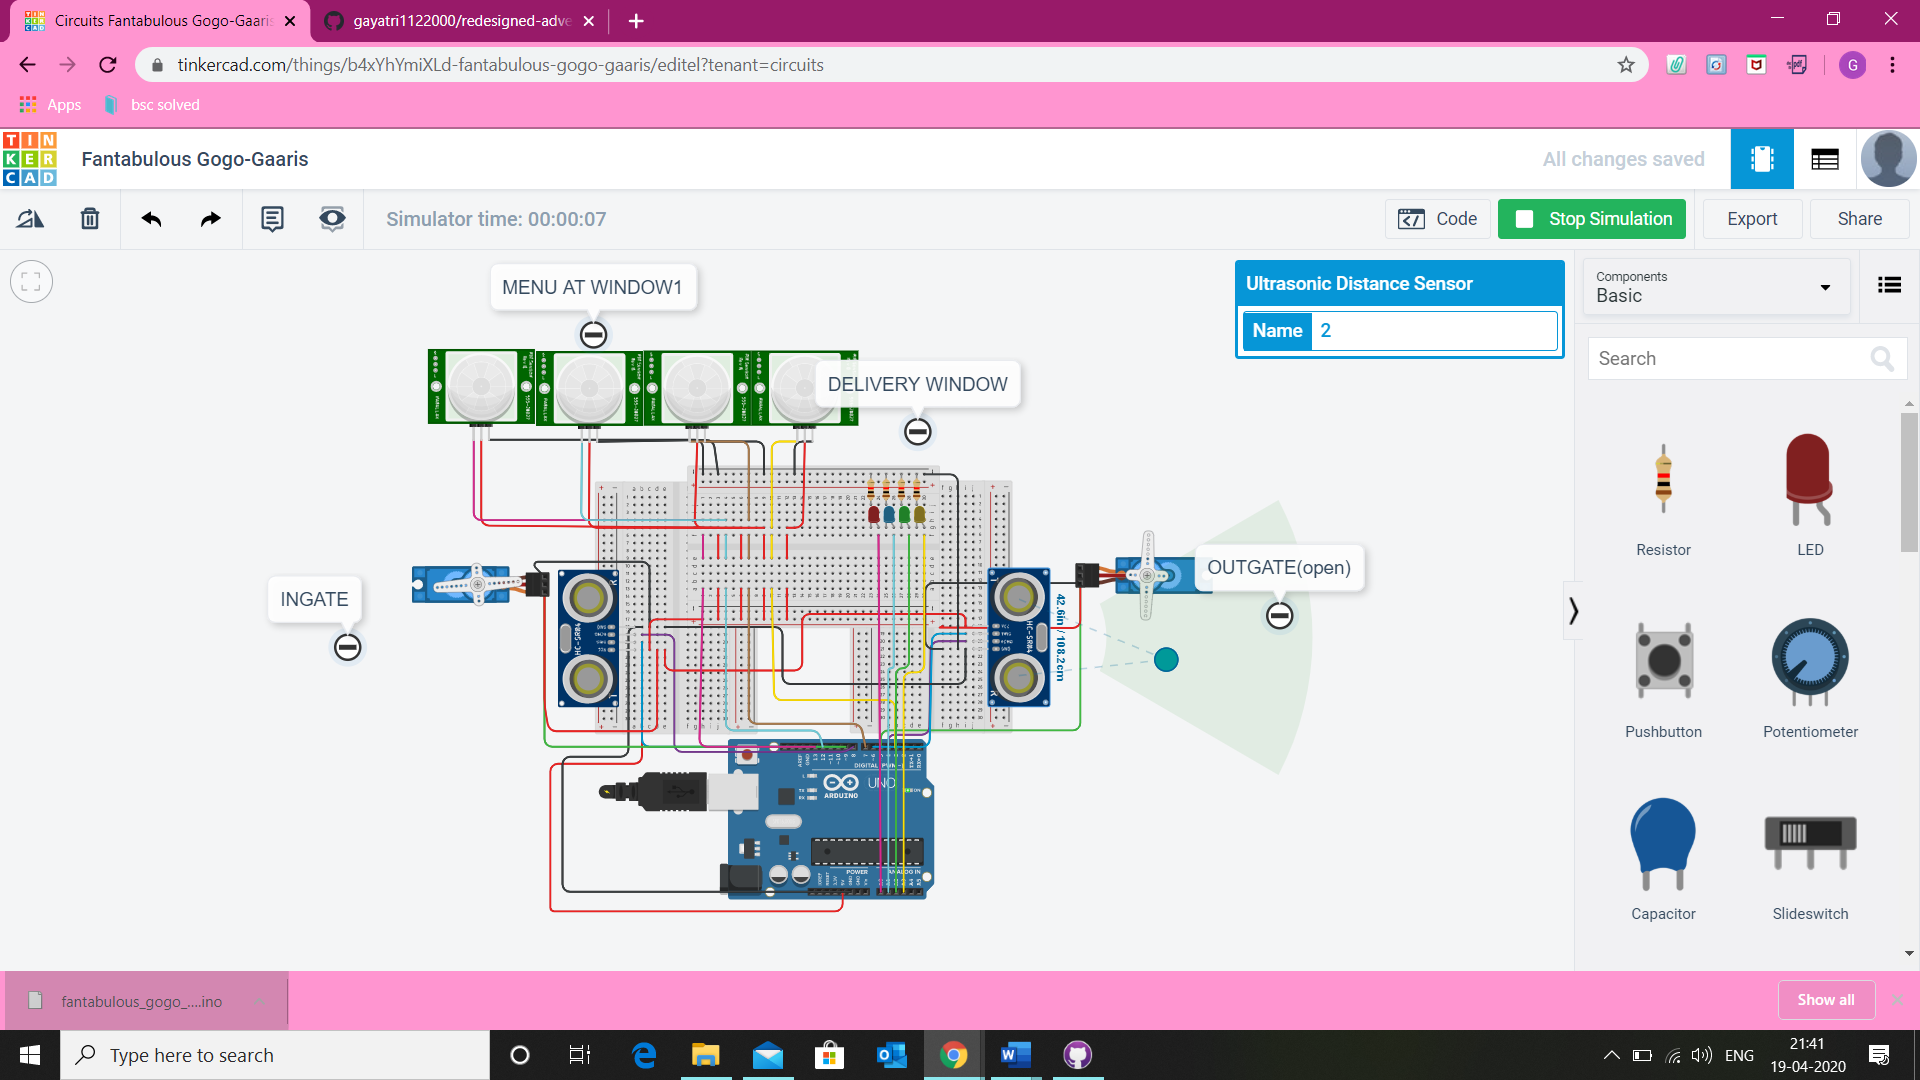 Circuits Fantabulous Gogo-Gaaris
gayatri1122000/redesigned-adve
tinkercad.com/things/b4xYhYmiXLd-fantabulous-gogo-gaaris/editel?tenant=circuits
G
Apps
bsc solved
TIN
KER
CAD
Fantabulous Gogo-Gaaris
All changes saved
Simulator time: 00:00:07
Code
Stop Simulation
Export
Share
MENU AT WINDOW1
DELIVERY WINDOW
INGATE
OUTGATE(open)
Ultrasonic Distance Sensor
Name 2
Components
Basic
Search
Resistor
LED
Pushbutton
Potentiometer
Capacitor
Slideswitch
HC-SR04
HC-SR04
42.6in / 108.2cm
ARDUINO
UNO
POWER
ANALOG IN
fantabulous_gogo_....ino
Show all
Type here to search
ENG
21:41
19-04-2020